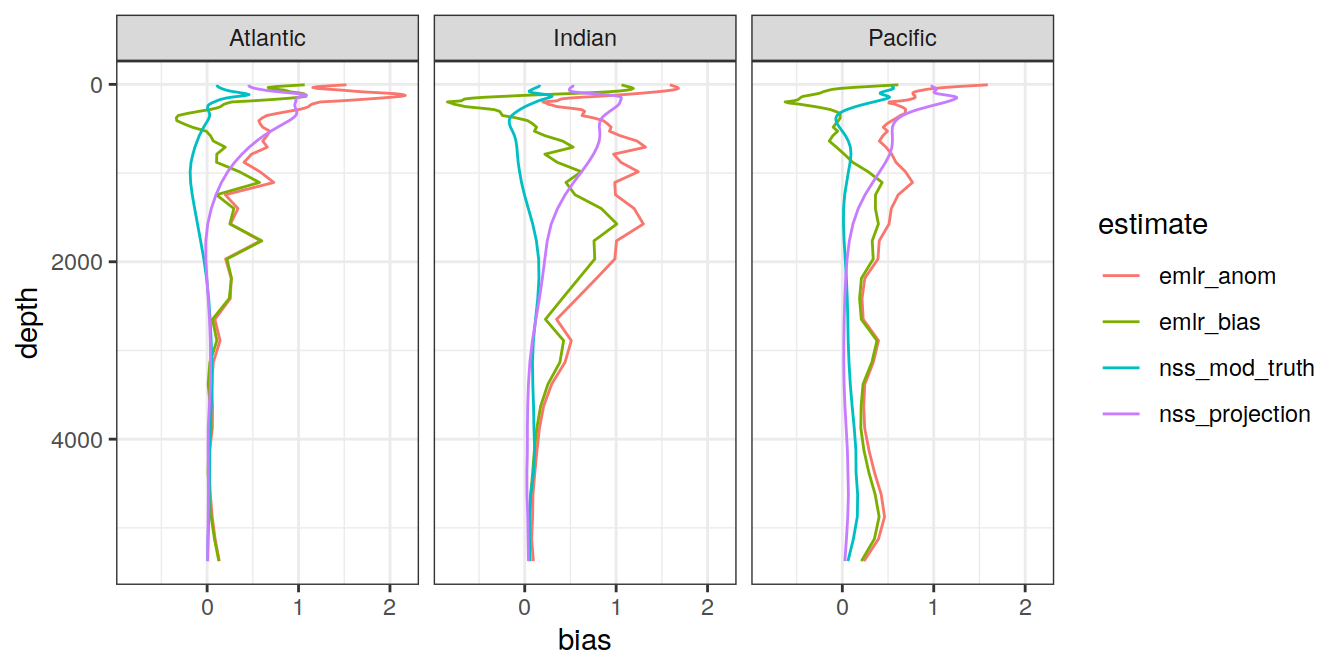 Atlantic Indian Pacific
0
2000
4000
depth
0 1 2 0 1 2 0 1 2
bias
estimate
emlr_anom
emlr_bias
nss_mod_truth
nss_projection